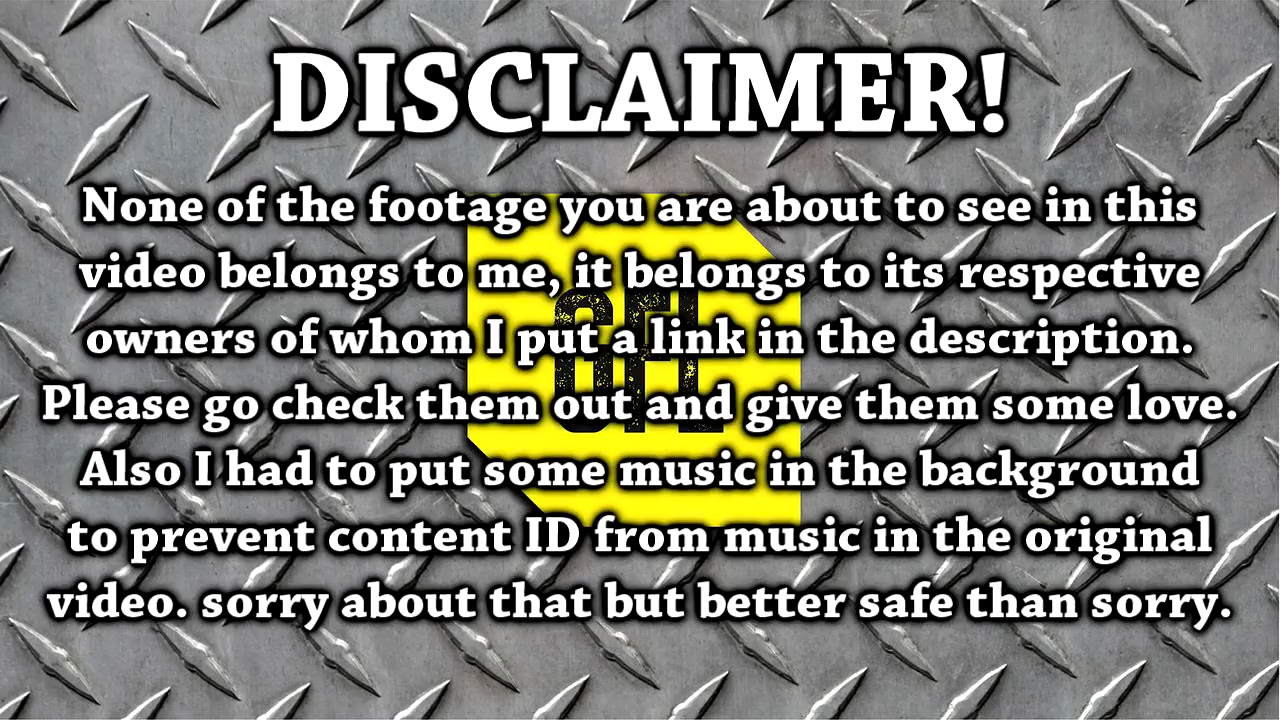 DISCLAIMER!
None of the footage you are about to see in this
video belongs to me, it belongs to its respective
owners of whom I put a link in the description.
Please go check them out and give them some love.
Also I had to put some music in the background
to prevent content ID from music in the original
video. sorry about that but better safe than sorry.
GFL